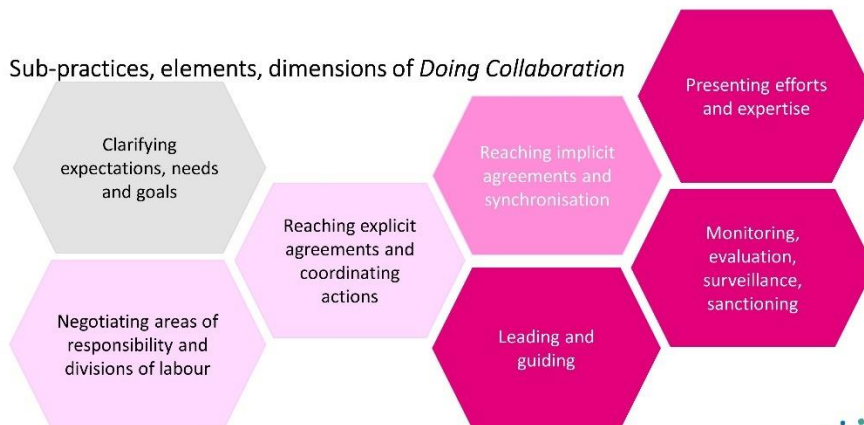 Sub-practices, elements, dimensions of Doing Collaboration
Clarifying
expectations, needs
and goals
Negotiating areas of
responsibility and
divisions of labour
Reaching explicit
agreements and
coordinating
actions
Reaching implicit
agreements and
synchronisation
Leading and
guiding
Presenting efforts
and expertise
Monitoring,
evaluation,
surveillance,
sanctioning